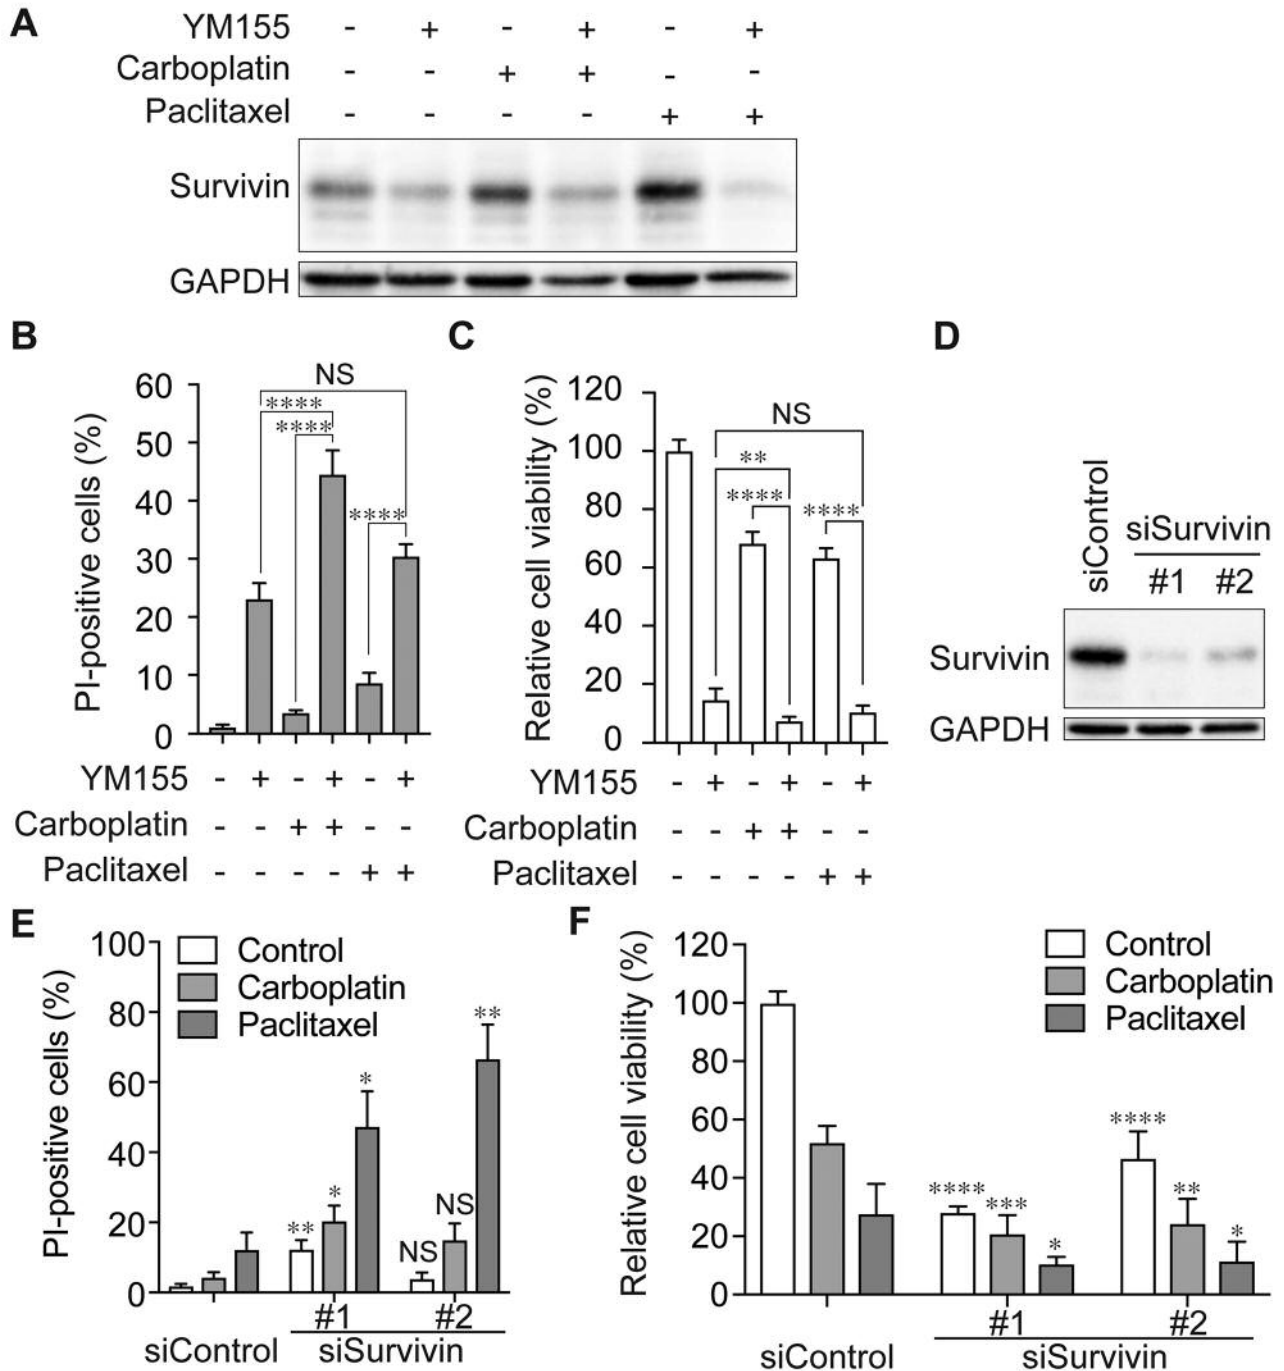 A
YM155 - + - + - +
Carboplatin - - + + - -
Paclitaxel - - - - + +
Survivin
GAPDH
B
PI-positive cells (%)
60
50
40
30
20
10
0
NS
****
****
****
YM155 - + - + - +
Carboplatin - - + + - -
Paclitaxel - - - - + +
C
Relative cell viability (%)
120
100
80
60
40
20
0
NS
**
****
****
YM155 - + - + - +
Carboplatin - - + + - -
Paclitaxel - - - - + +
D
siControl
siSurvivin
#1 #2
Survivin
GAPDH
E
PI-positive cells (%)
100
80
60
40
20
0
Control
Carboplatin
Paclitaxel
** * *
NS NS **
#1 #2
siControl siSurvivin
F
Relative cell viability (%)
120
100
80
60
40
20
0
Control
Carboplatin
Paclitaxel
**** *** *
**** ** *
#1 #2
siControl siSurvivin